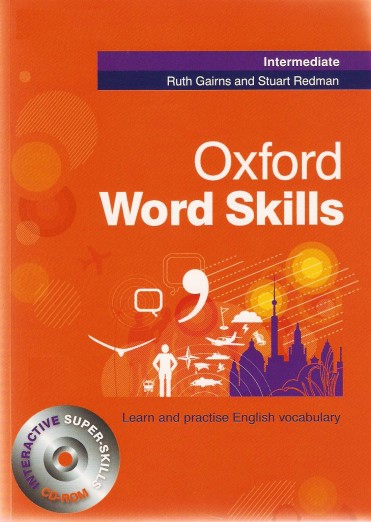 Intermediate
Ruth Gairns and Stuart Redman
Oxford
Word Skills
Learn and practise English vocabulary
INTERACTIVE SUPER-SKILLS
CD-ROM